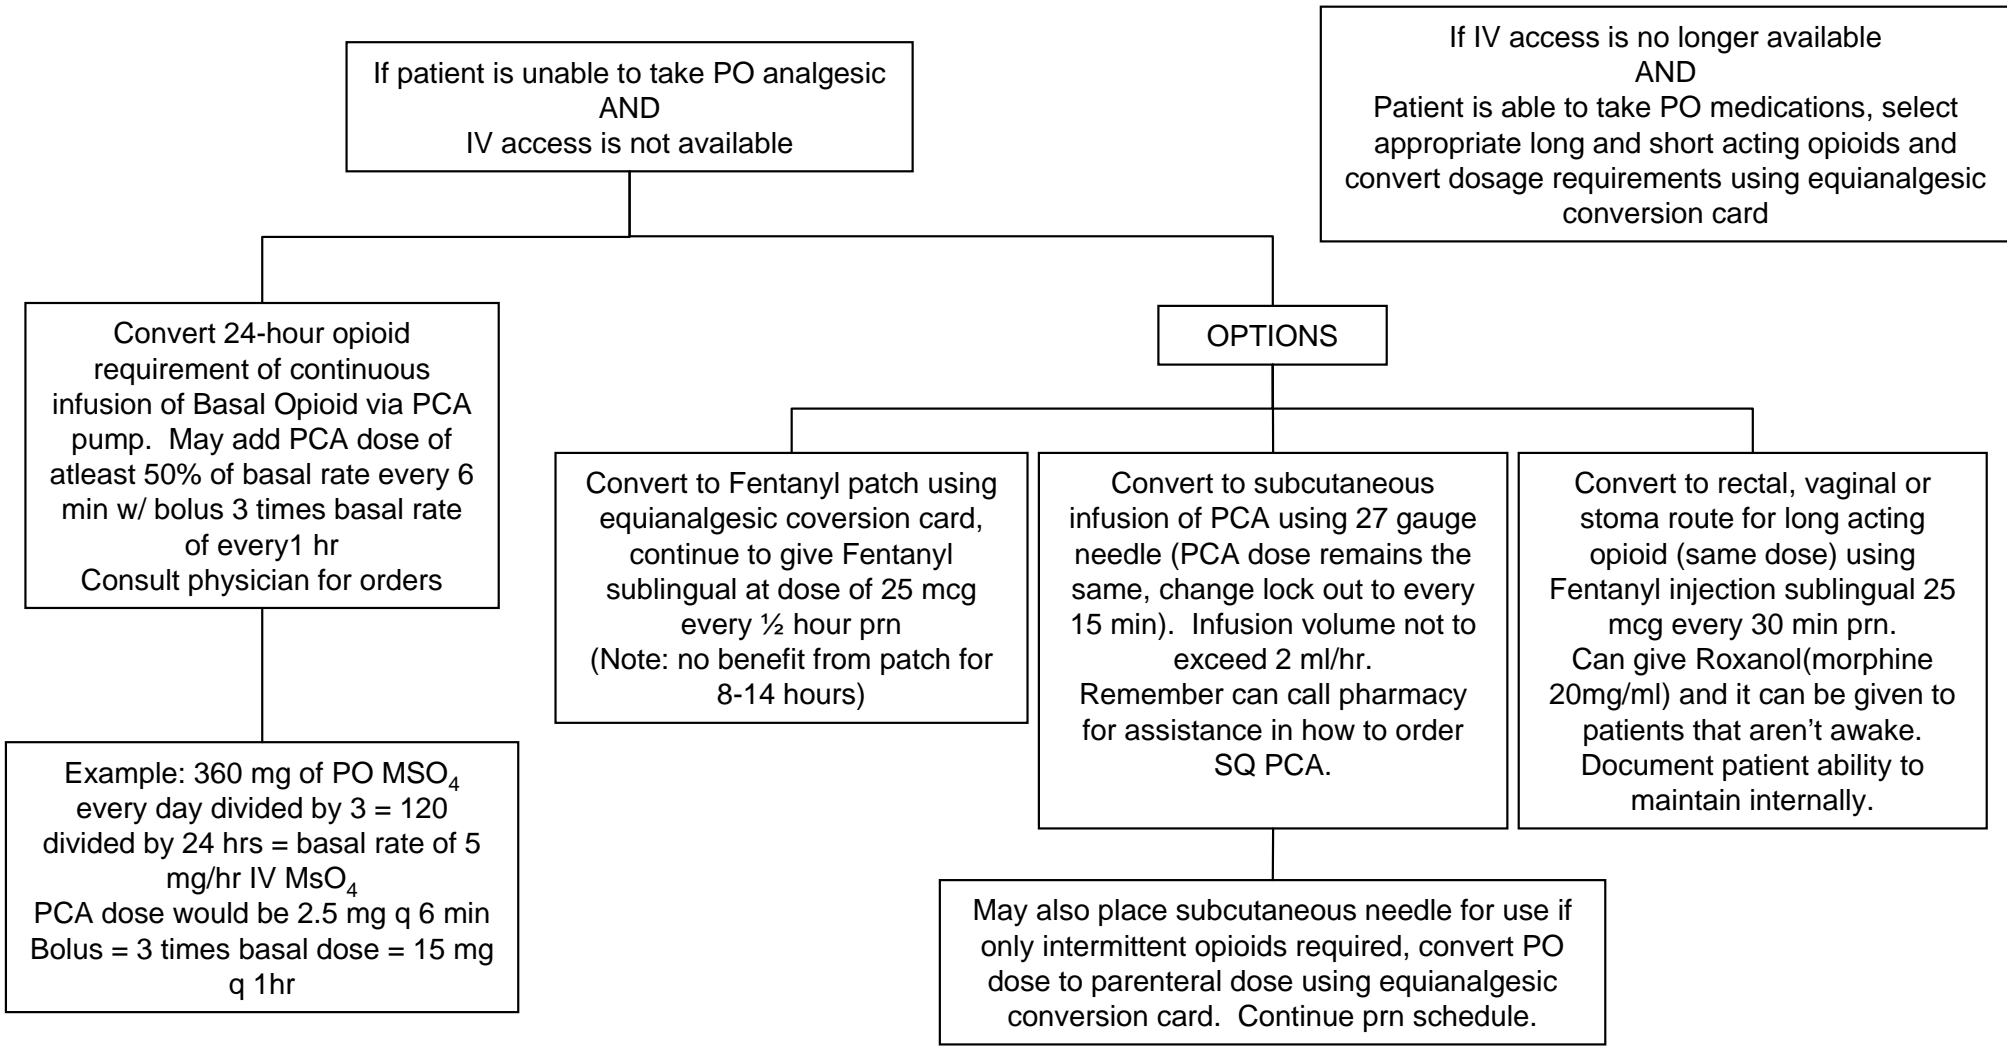 If patient is unable to take PO analgesic
AND
IV access is not available
If IV access is no longer available
AND
Patient is able to take PO medications, select
appropriate long and short acting opioids and
convert dosage requirements using equianalgesic
conversion card
Convert 24-hour opioid
requirement of continuous
infusion of Basal Opioid via PCA
pump.  May add PCA dose of
atleast 50% of basal rate every 6
min w/ bolus 3 times basal rate
of every1 hr
Consult physician for orders
OPTIONS
Convert to Fentanyl patch using
equianalgesic coversion card,
continue to give Fentanyl
sublingual at dose of 25 mcg
every ½ hour prn
(Note: no benefit from patch for
8-14 hours)
Convert to subcutaneous
infusion of PCA using 27 gauge
needle (PCA dose remains the
same, change lock out to every
15 min).  Infusion volume not to
exceed 2 ml/hr.
Remember can call pharmacy
for assistance in how to order
SQ PCA.
Convert to rectal, vaginal or
stoma route for long acting
opioid (same dose) using
Fentanyl injection sublingual 25
mcg every 30 min prn.
Can give Roxanol(morphine
20mg/ml) and it can be given to
patients that aren’t awake.
Document patient ability to
maintain internally.
Example: 360 mg of PO MSO₄
every day divided by 3 = 120
divided by 24 hrs = basal rate of 5
mg/hr IV MsO₄
PCA dose would be 2.5 mg q 6 min
Bolus = 3 times basal dose = 15 mg
q 1hr
May also place subcutaneous needle for use if
only intermittent opioids required, convert PO
dose to parenteral dose using equianalgesic
conversion card.  Continue prn schedule.